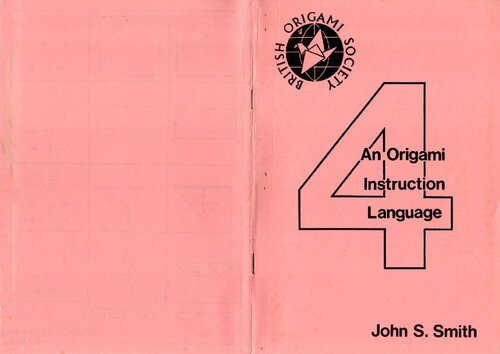 BRITISH ORIGAMI SOCIETY
4
An Origami
Instruction
Language
John S. Smith